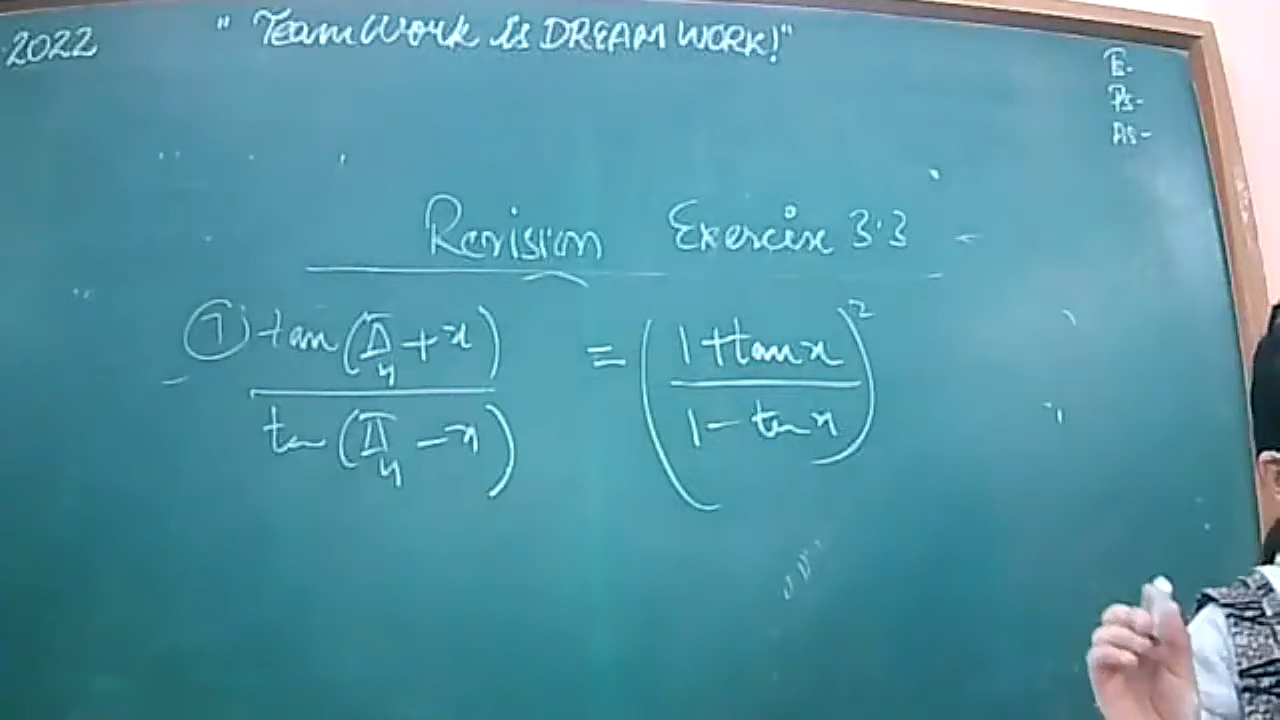 2022
" TeamWork is DREAM WORK!"
E.
Ps-
As-
Revision Exercise 3.3
⑦ tan(π/4 + x) / tan(π/4 - x) = ((1 + tan x) / (1 - tan x))²